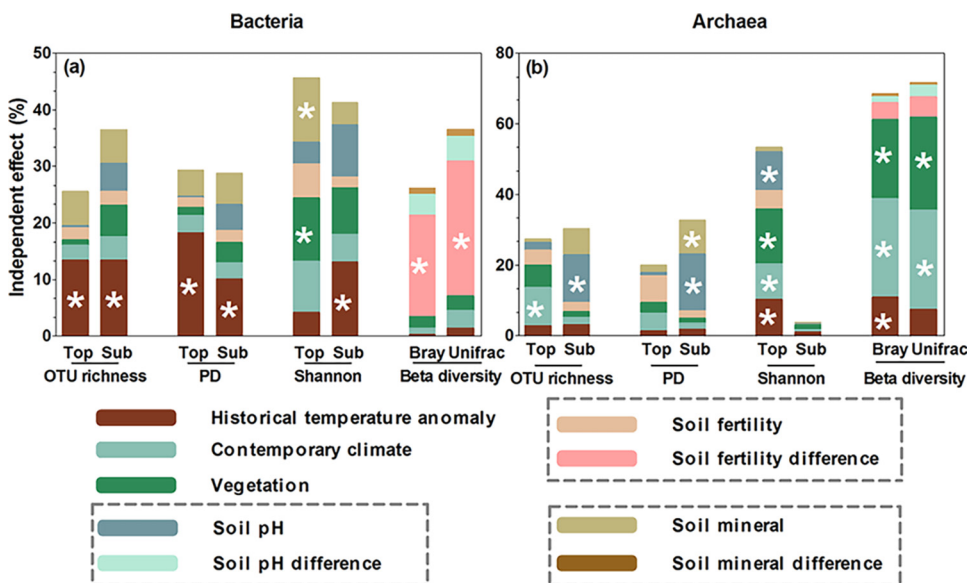 Bacteria
Archaea
Independent effect (%)
(a)
50
40
30
20
10
0
* * * * * * * * *
Top Sub Top Sub Top Sub Bray Unifrac
OTU richness PD Shannon Beta diversity
(b)
80
60
40
20
0
* * * * * * * * * * * *
Top Sub Top Sub Top Sub Bray Unifrac
OTU richness PD Shannon Beta diversity
Historical temperature anomaly
Contemporary climate
Vegetation
Soil pH
Soil pH difference
Soil fertility
Soil fertility difference
Soil mineral
Soil mineral difference